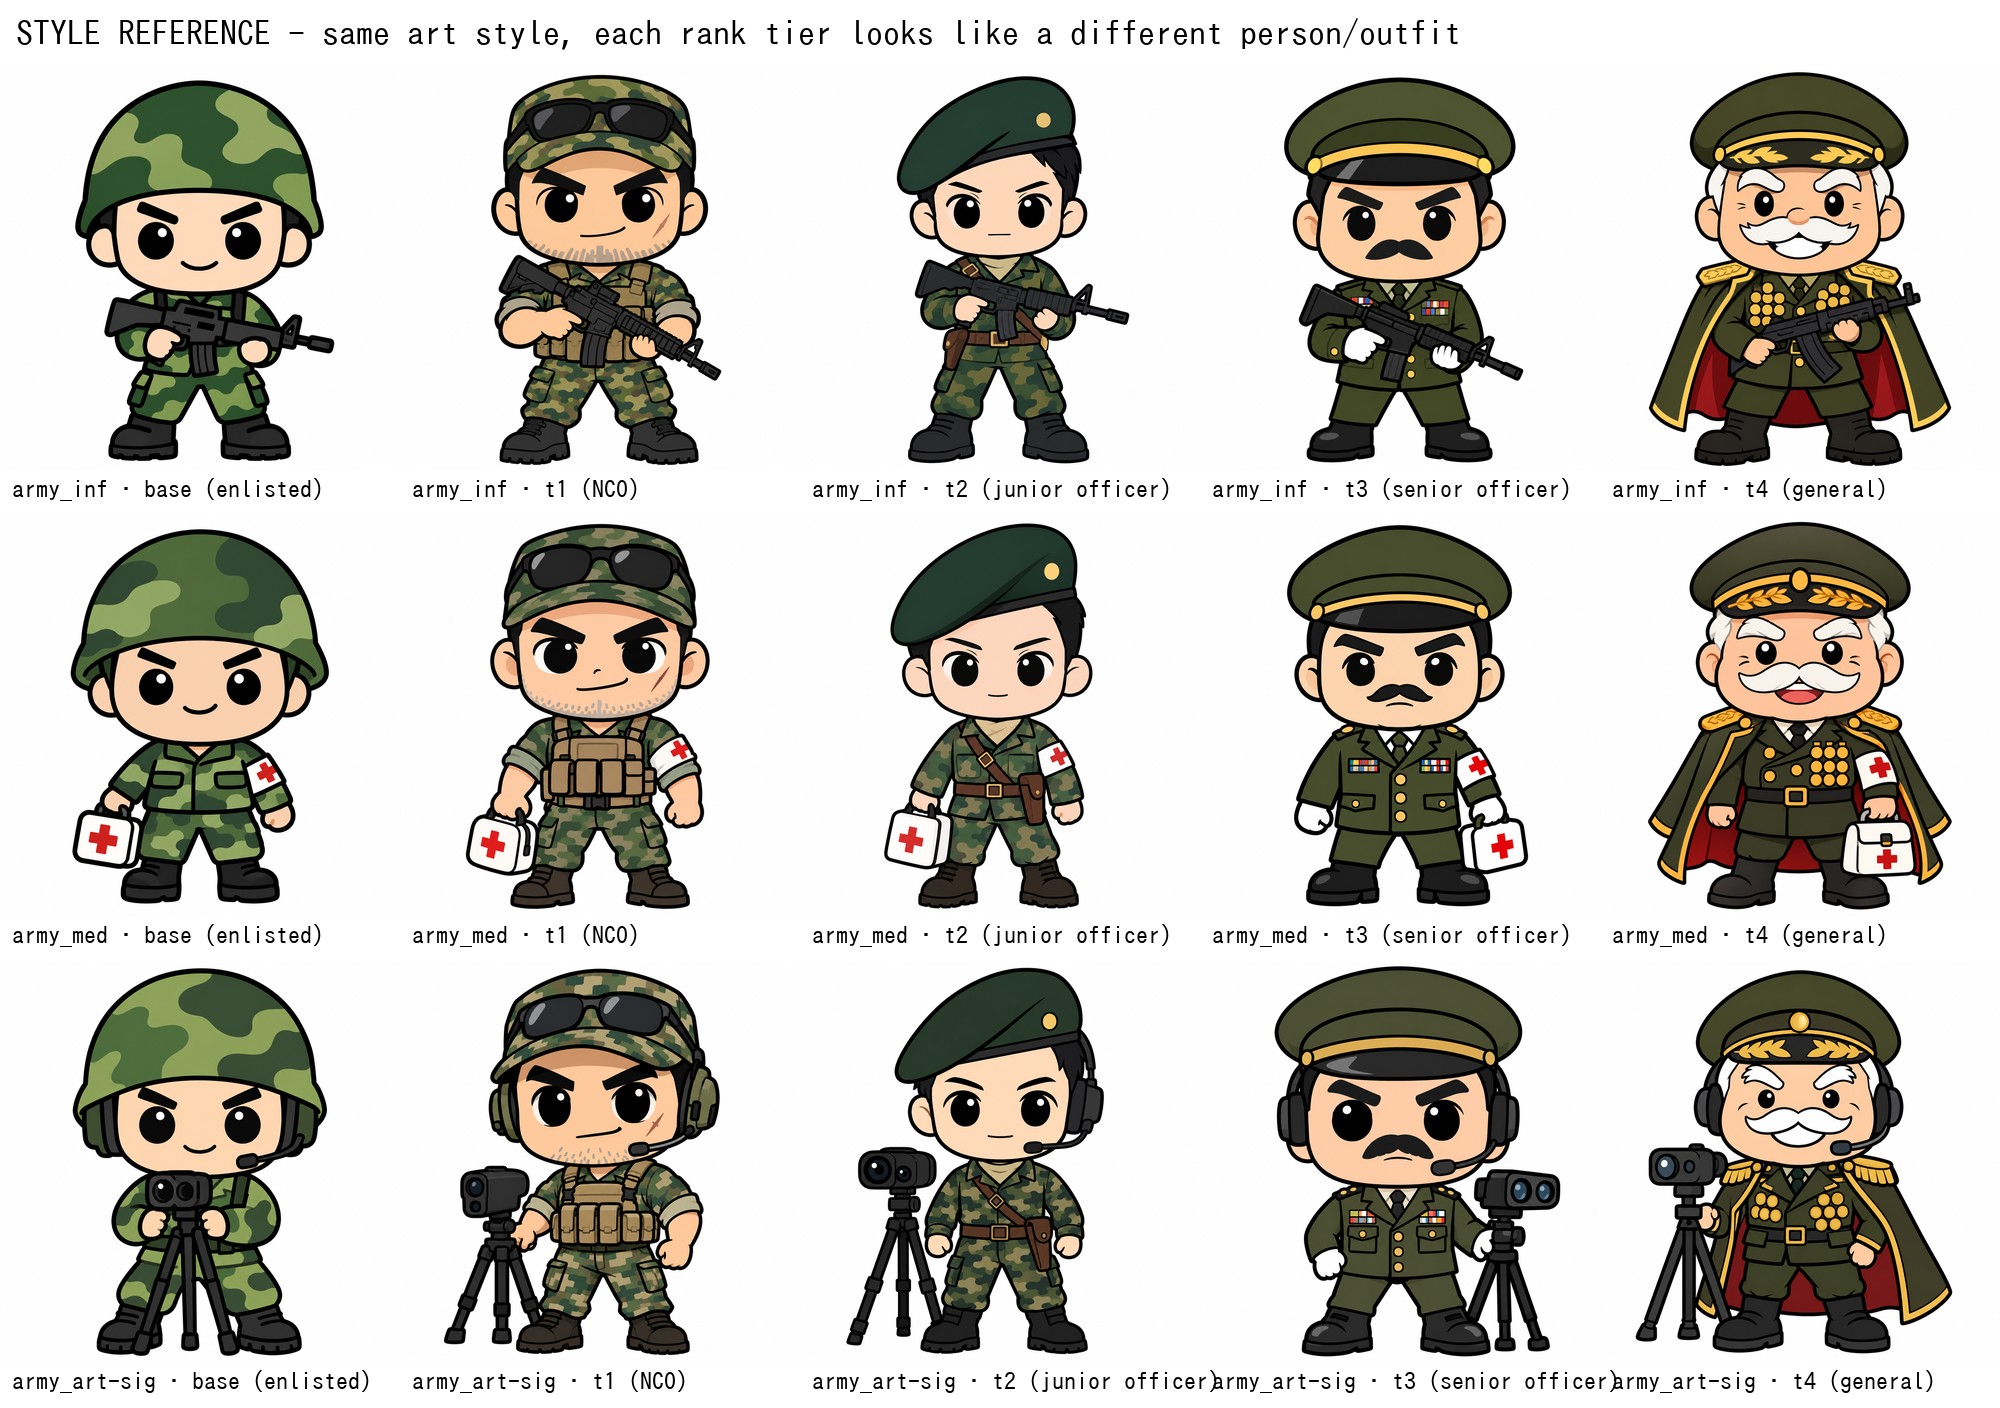 STYLE REFERENCE — same art style, each rank tier looks like a different person/outfit
army_inf · base (enlisted)
army_inf · t1 (NCO)
army_inf · t2 (junior officer)
army_inf · t3 (senior officer)
army_inf · t4 (general)
army_med · base (enlisted)
army_med · t1 (NCO)
army_med · t2 (junior officer)
army_med · t3 (senior officer)
army_med · t4 (general)
army_art-sig · base (enlisted)
army_art-sig · t1 (NCO)
army_art-sig · t2 (junior officer)
army_art-sig · t3 (senior officer)
army_art-sig · t4 (general)